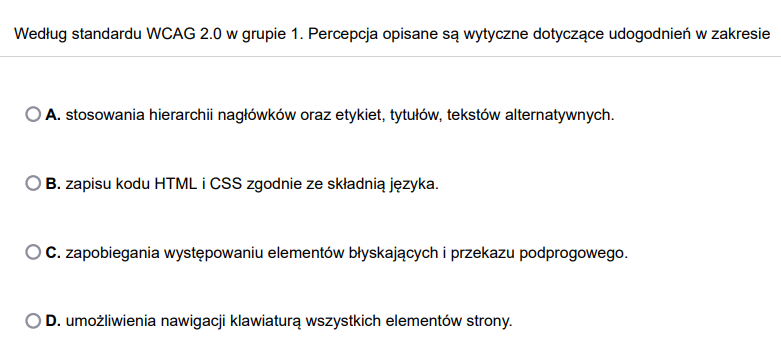 Według standardu WCAG 2.0 w grupie 1. Percepcja opisane są wytyczne dotyczące udogodnień w zakresie
A. stosowania hierarchii nagłówków oraz etykiet, tytułów, tekstów alternatywnych.
B. zapisu kodu HTML i CSS zgodnie ze składnią języka.
C. zapobiegania występowaniu elementów błyskających i przekazu podprogowego.
D. umożliwienia nawigacji klawiaturą wszystkich elementów strony.